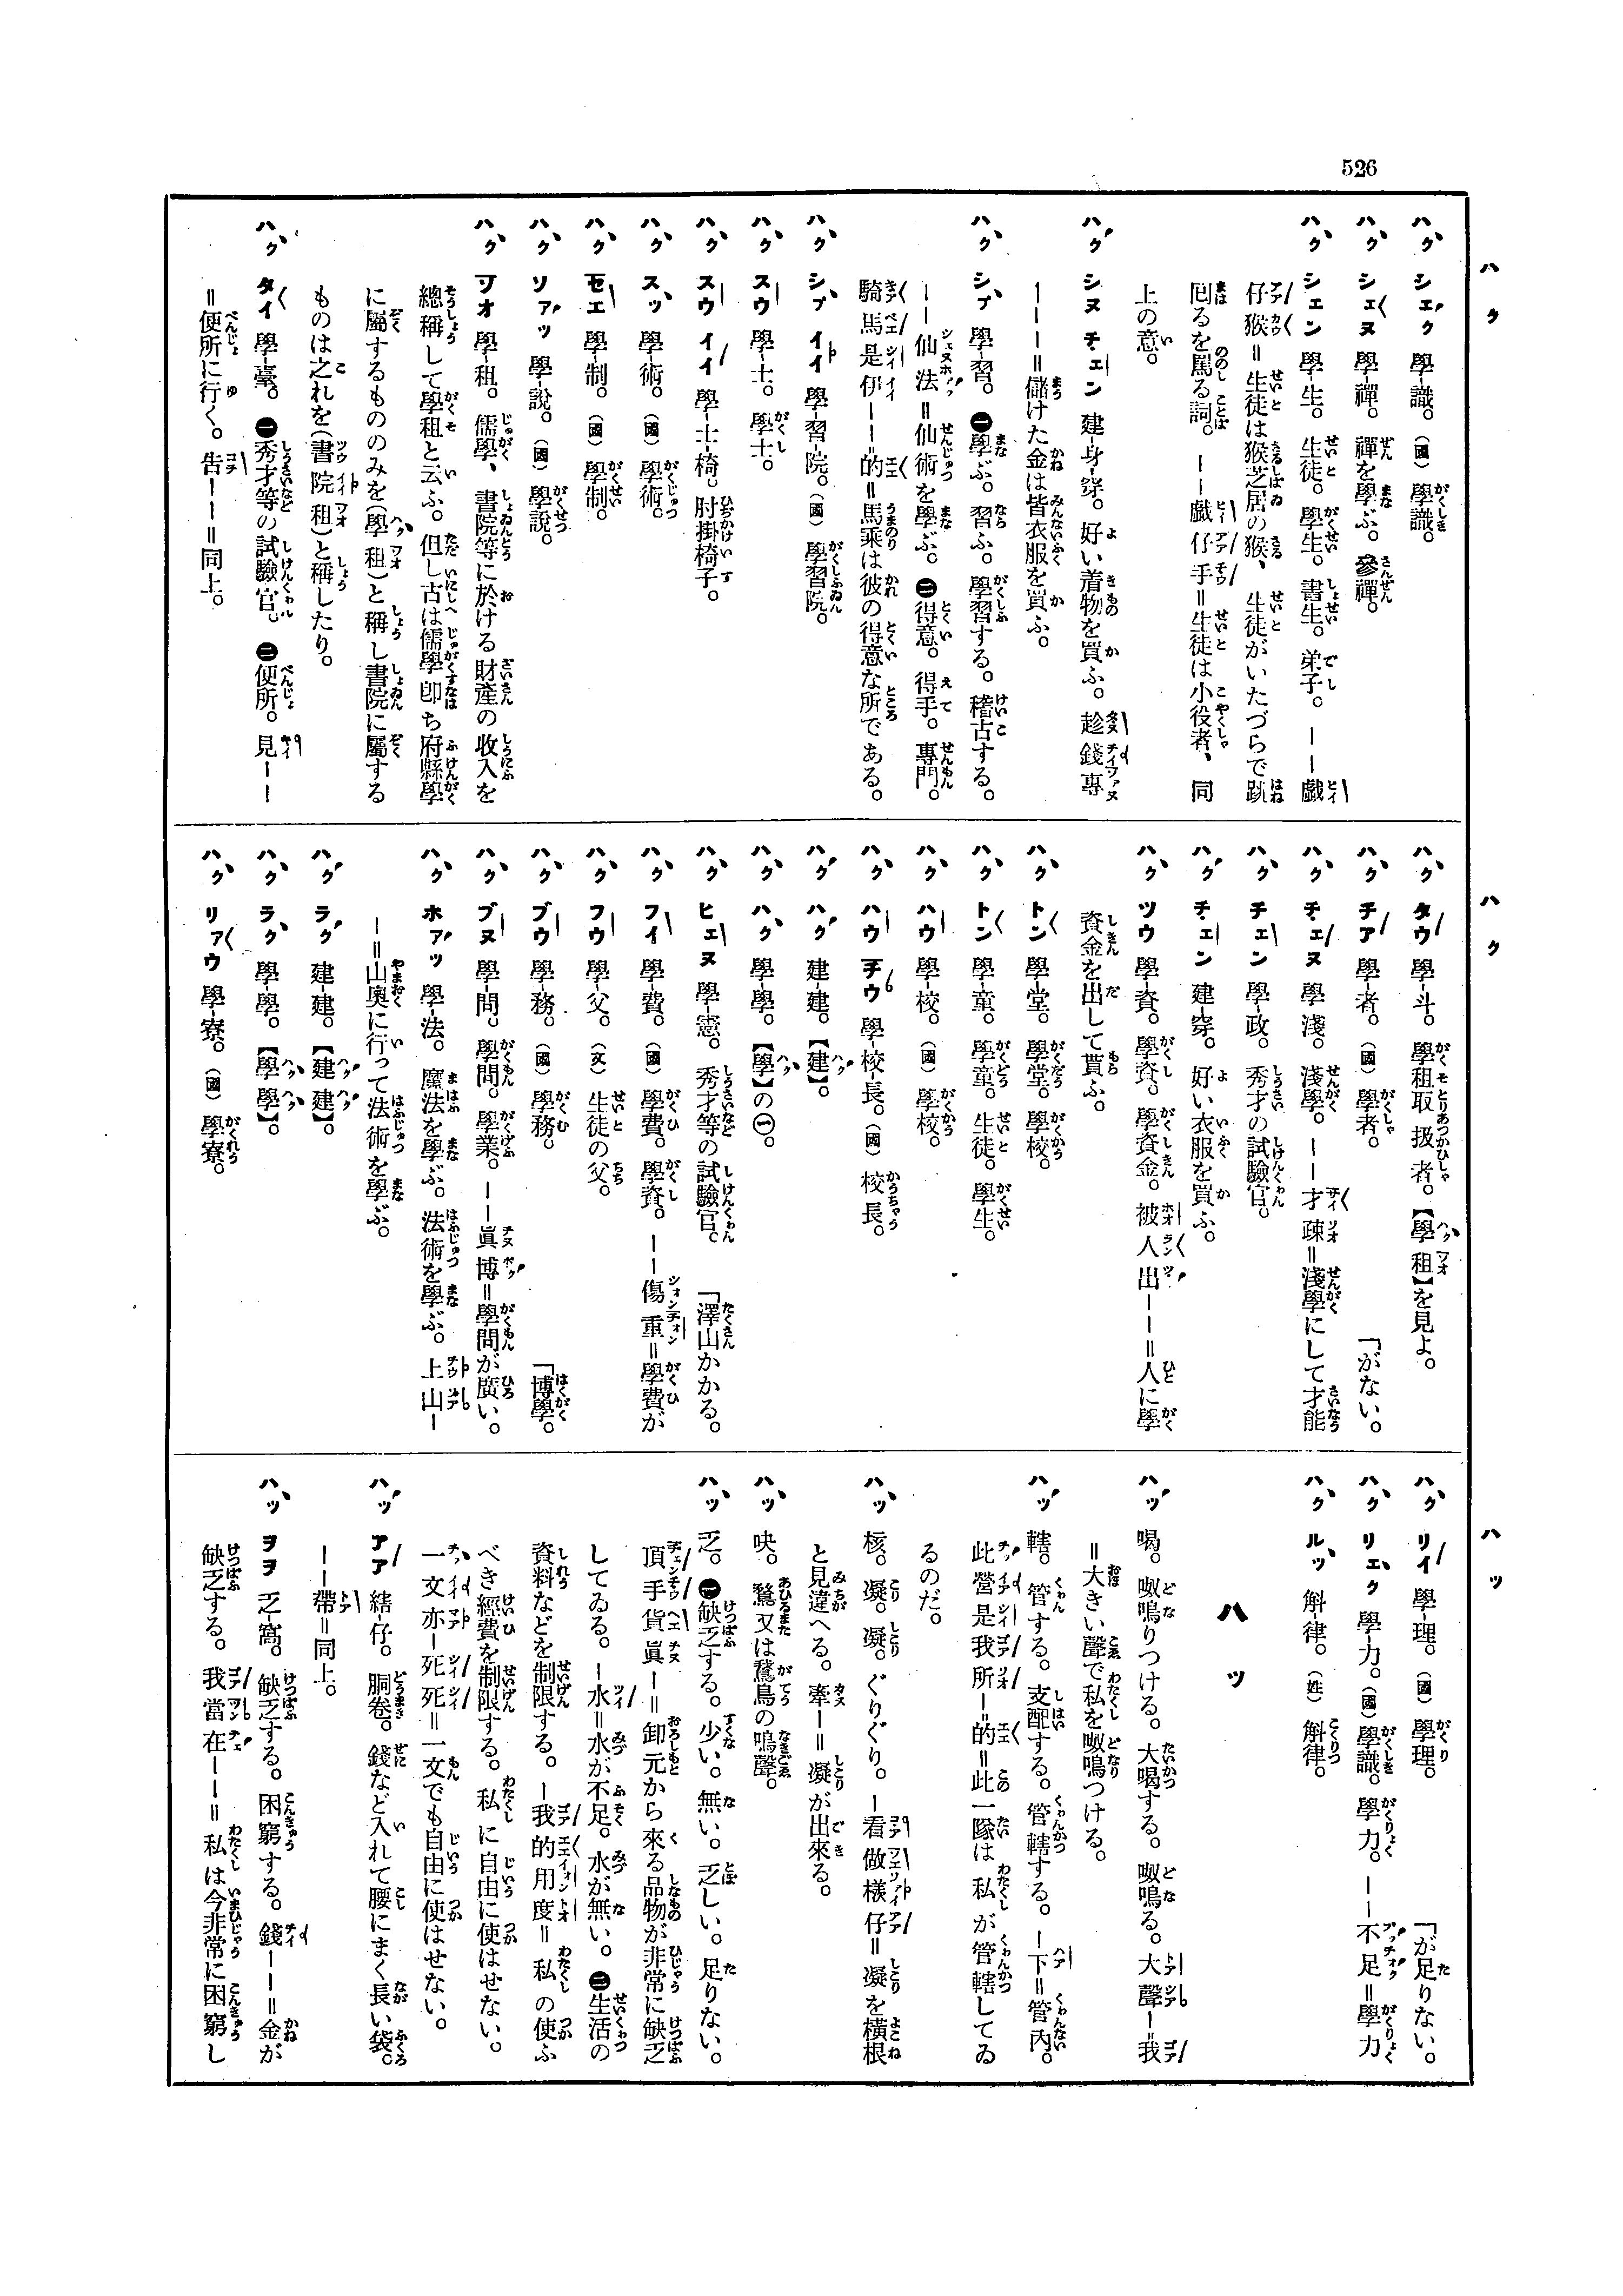 526
ハク
ハク シェク 學-識。(國) 學識。
ハク シェヌ 學-禪。禪を學ぶ。參禪。
ハク シェン 學-生。生徒。學生。書生。弟子。――戲
仔猴＝生徒は猴芝居の猴、生徒がいたづらで跳
囘るを罵る詞。――戲仔手＝生徒は小役者、同
上の意。
ハク シヌ チェン 建-身-穿。好い着物を買ふ。趁錢專
―――＝儲けた金は皆衣服を買ふ。
ハク シプ 學-習。㊀學ぶ。習ふ。學習する。稽古する。
――仙法＝仙術を學ぶ。㊁得意。得手。專門。
騎馬是伊――的＝馬乘は彼の得意な所である。
ハク シプ イイ 學-習-院。(國) 學習院。
ハク スウ 學-士。學士。
ハク スウ イイ 學-士-椅。肘掛椅子。
ハク スッ 學-術。(國) 學術。
ハク セエ 學-制。(國) 學制。
ハク ソァッ 學-說。(國) 學說。
ハク ソオ 學-租。儒學、書院等に於ける財產の收入を
總稱して學租と云ふ。但し古は儒學卽ち府縣學
に屬するもののみを(學租)と稱し書院に屬する
ものは之れを(書院租)と稱したり。
ハク タイ 學-臺。㊀秀才等の試驗官。㊁便所。見――
＝便所に行く。吿――＝同上。
ハク
ハク タウ 學-斗。學租取扱者。【學租】を見よ。
ハク チア 學-者。(國) 學者。 「がない。
ハク チェヌ 學淺。淺學。――才疎＝淺學にして才能
ハク チェン 學-政。秀才の試驗官。
ハク チェン 建-穿。好い衣服を買ふ。
ハク ツウ 學-資。學資。學資金。被人出――＝人に學
資金を出して貰ふ。
ハク トン 學-堂。學堂。學校。
ハク トン 學-童。學童。生徒。學生。
ハク ハウ 學-校。(國) 學校。
ハク ハウ チウ 學-校-長。(國) 校長。
ハク ハク 建-建。【建】。
ハク ハク 學-學。【學】の㊀。
ハク ヒェヌ 學-憲。秀才等の試驗官。 「澤山かかる。
ハク フイ 學-費。(國) 學費。學資。――傷重＝學費が
ハク フウ 學-父。(文) 生徒の父。
ハク ブウ 學-務。(國) 學務。 「博學。
ハク ブヌ 學-問。學問。學業。――眞博＝學問が廣い。
ハク ホァッ 學-法。魔法を學ぶ。法術を學ぶ。上山―
―＝山奧に行って法術を學ぶ。
ハク ラク 建-建。【建建】。
ハク ラク 學-學。【學學】。
ハク リァウ 學-寮。(國) 學寮。
ハッ
ハク リイ 學-理。(國) 學理。 「が足りない。
ハク リェク 學-力。(國) 學識。學力。――不足＝學力
ハク ルッ 斛-律。(姓) 斛律。
ハッ
ハッ 喝。呶鳴りつける。大喝する。呶鳴る。大聲―＝我
＝大きい聲で私を呶鳴つける。
ハッ 轄。管する。支配する。管轄する。―下＝管內。
此營是我所―的＝此一隊は私が管轄してゐ
るのだ。
ハッ 核。凝。凝。ぐりぐり。―看做樣仔＝凝を橫根
と見違へる。牽―＝凝が出來る。
ハッ 吷。鶩又は鵞鳥の鳴聲。
ハッ 乏。㊀缺乏する。少い。無い。乏しい。足りない。
頂手貨眞―＝卸元から來る品物が非常に缺乏
してゐる。―水＝水が不足。水が無い。㊁生活の
資料などを制限する。―我的用度＝私の使ふ
べき經費を制限する。私に自由に使はせない。
一文亦―死死＝一文でも自由に使はせない。
ハッ アア 縖-仔。胴卷。錢など入れて腰にまく長い袋。
――帶＝同上。
ハッ ヲヲ 乏-窩。缺乏する。困窮する。錢――＝金が
缺乏する。我當在――＝私は今非常に困窮し